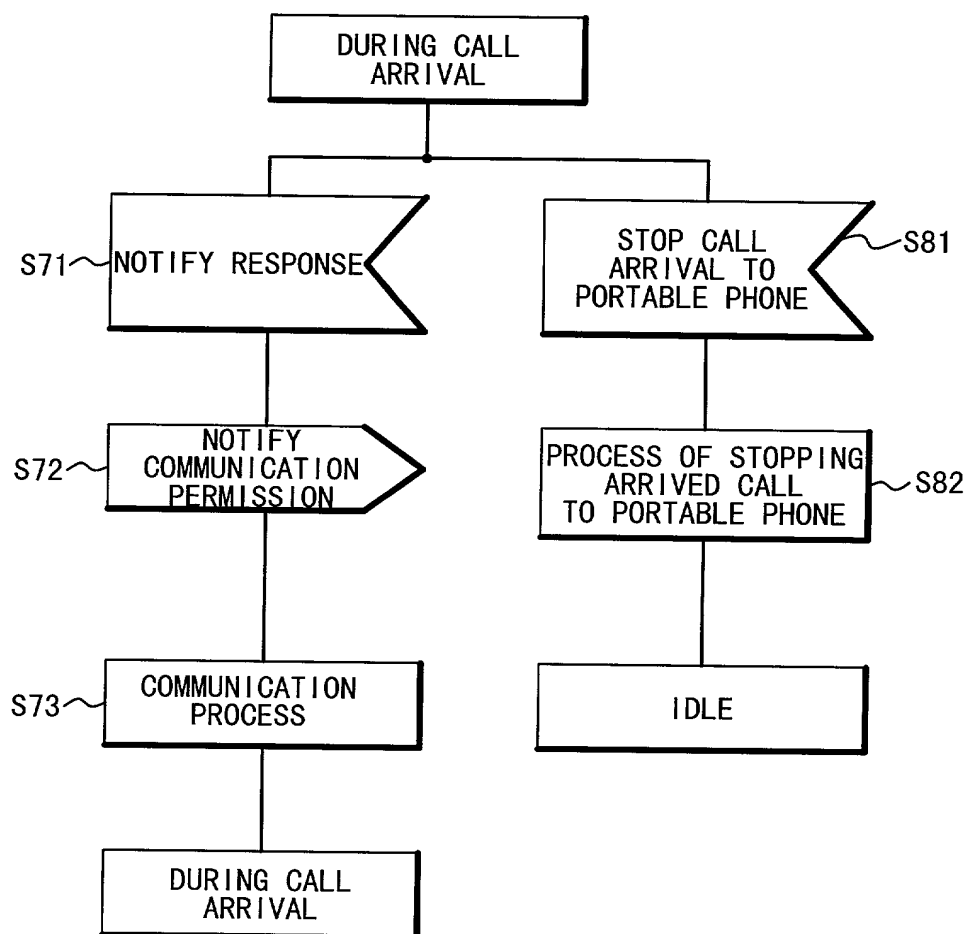 DURING CALL
ARRIVAL
S71
NOTIFY RESPONSE
S72
NOTIFY
COMMUNICATION
PERMISSION
S73
COMMUNICATION
PROCESS
DURING CALL
ARRIVAL
STOP CALL
ARRIVAL TO
PORTABLE PHONE
S81
PROCESS OF STOPPING
ARRIVED CALL
TO PORTABLE PHONE
S82
IDLE